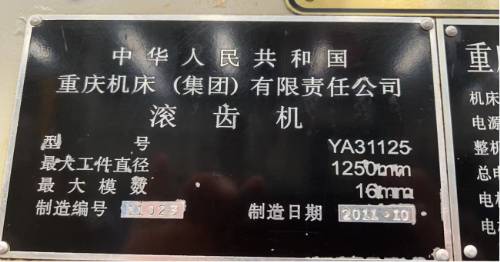 中华人民共和国
重庆机床（集团）有限责任公司
滚齿机
型号 YA31125
最大工件直径 1250mm
最大模数 16mm
制造编号
制造日期 2011.10
重
机床
电源
整机
总电
电机
电